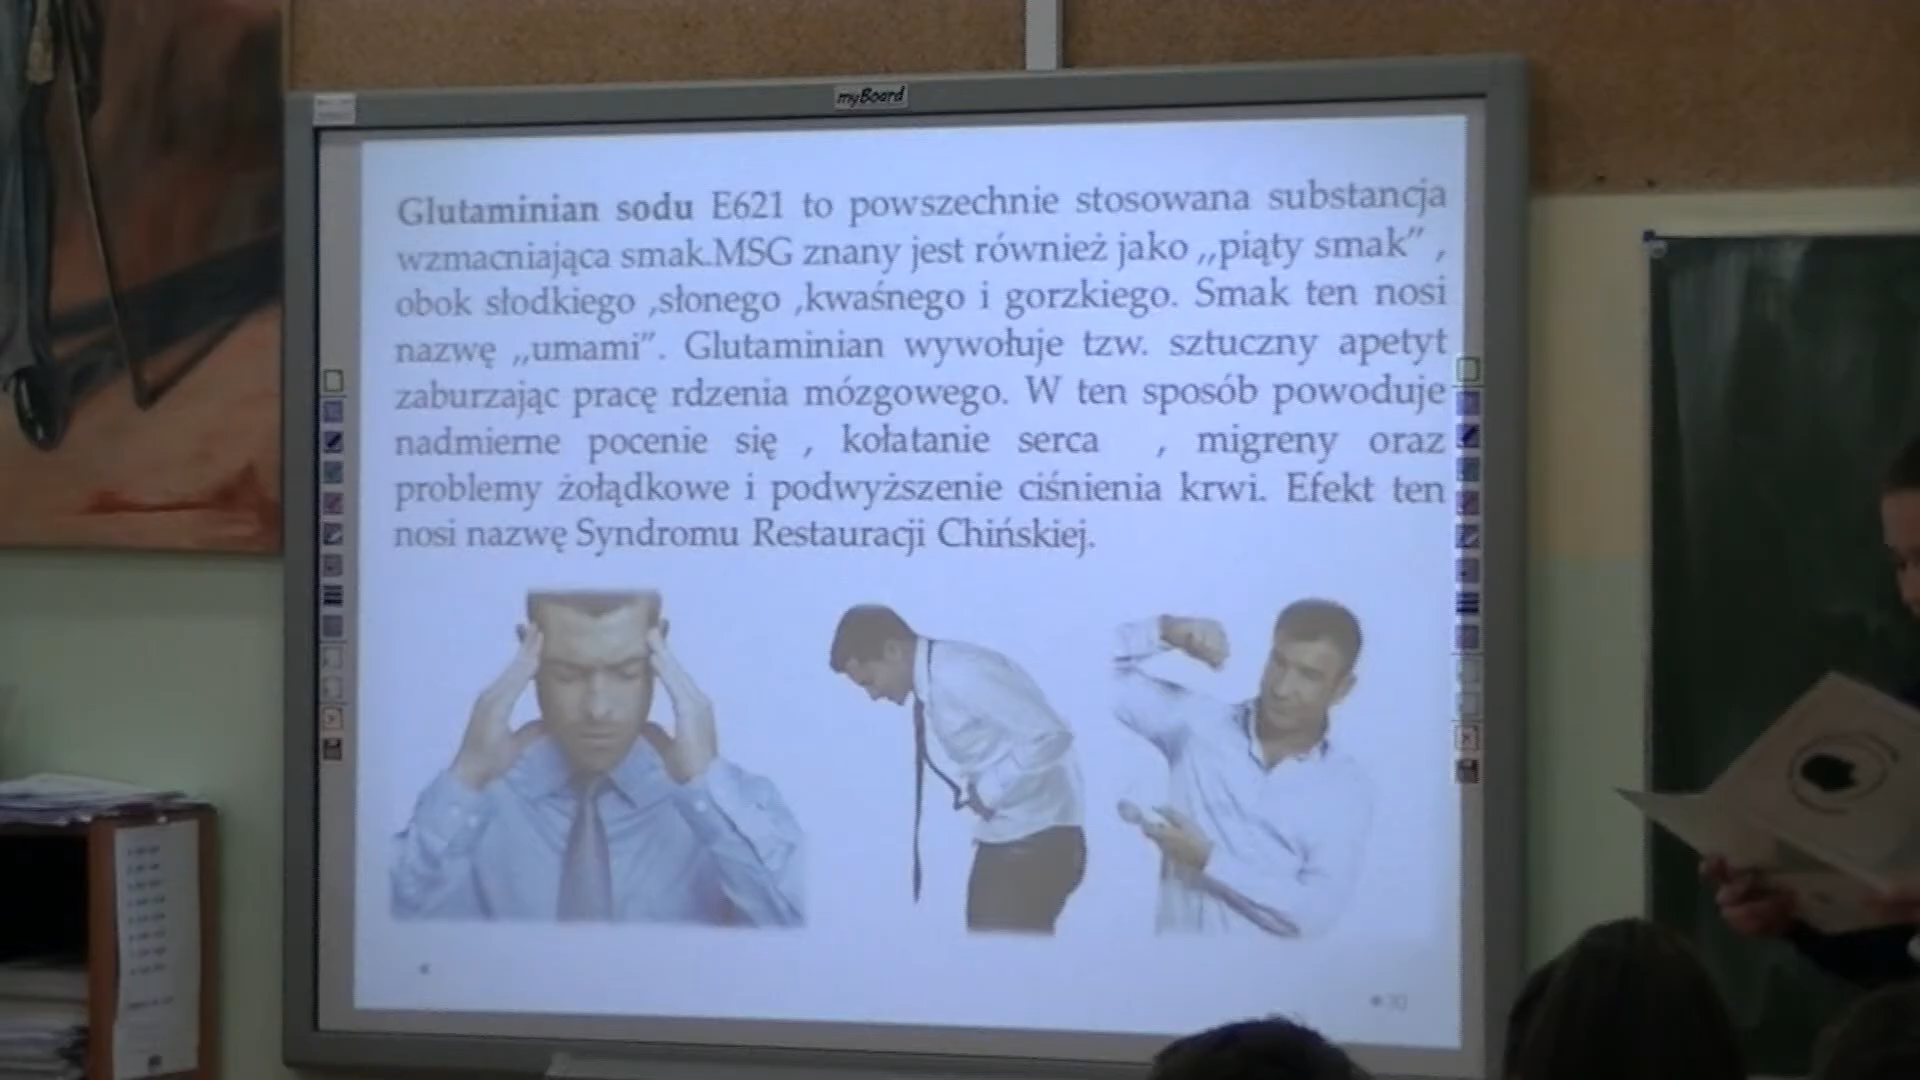 myBoard
Glutaminian sodu E621 to powszechnie stosowana substancja
wzmacniająca smak.MSG znany jest również jako ,,piąty smak" ,
obok słodkiego ,słonego ,kwaśnego i gorzkiego. Smak ten nosi
nazwę ,,umami". Glutaminian wywołuje tzw. sztuczny apetyt
zaburzając pracę rdzenia mózgowego. W ten sposób powoduje
nadmierne pocenie się , kołatanie serca , migreny oraz
problemy żołądkowe i podwyższenie ciśnienia krwi. Efekt ten
nosi nazwę Syndromu Restauracji Chińskiej.